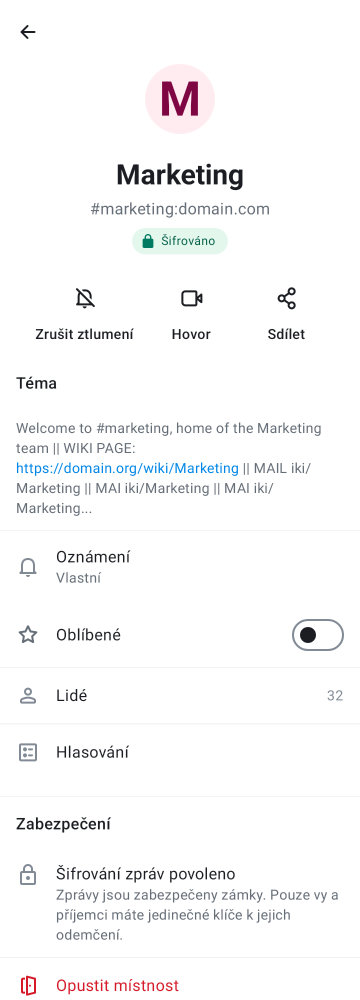 M
Marketing
#marketing:domain.com
Šifrováno
Zrušit ztlumení
Hovor
Sdílet
Téma
Welcome to #marketing, home of the Marketing
team || WIKI PAGE:
https://domain.org/wiki/Marketing || MAIL iki/
Marketing || MAI iki/Marketing || MAI iki/
Marketing...
Oznámení
Vlastní
Oblíbené
Lidé
32
Hlasování
Zabezpečení
Šifrování zpráv povoleno
Zprávy jsou zabezpečeny zámky. Pouze vy a
příjemci máte jedinečné klíče k jejich
odemčení.
Opustit místnost